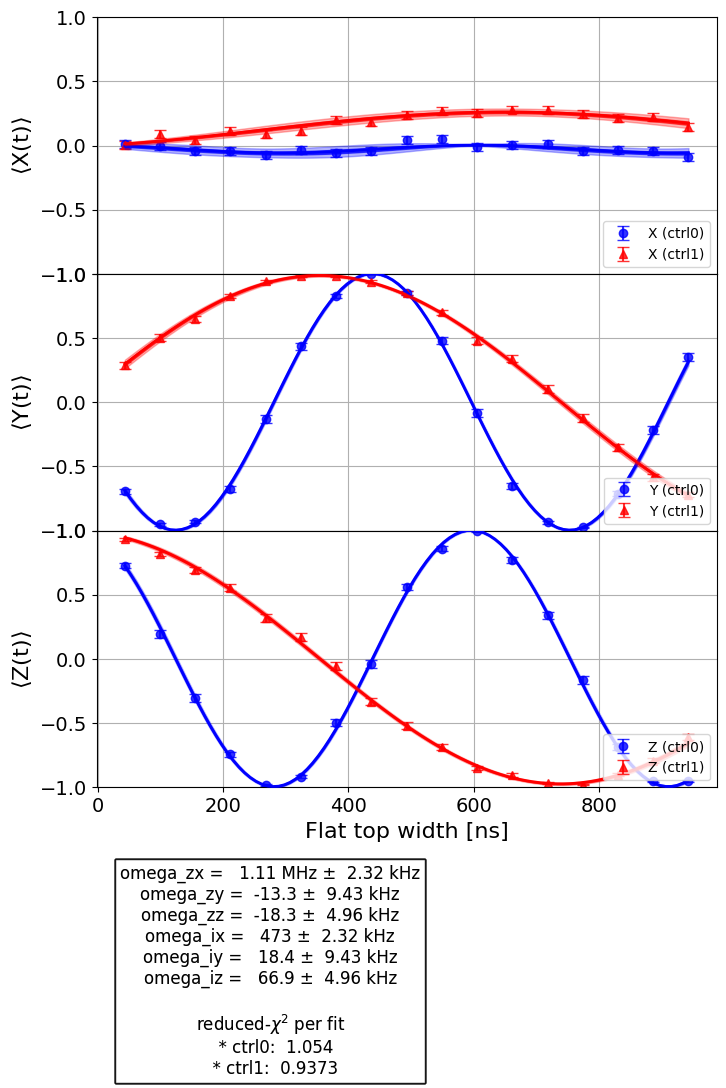 1.0
0.5
0.0
−0.5
−1.0
⟨X(t)⟩
X (ctrl0)
X (ctrl1)
1.0
0.5
0.0
−0.5
−1.0
⟨Y(t)⟩
Y (ctrl0)
Y (ctrl1)
1.0
0.5
0.0
−0.5
−1.0
⟨Z(t)⟩
Z (ctrl0)
Z (ctrl1)
0 200 400 600 800
Flat top width [ns]
omega_zx = 1.11 MHz ± 2.32 kHz
omega_zy = -13.3 ± 9.43 kHz
omega_zz = -18.3 ± 4.96 kHz
omega_ix = 473 ± 2.32 kHz
omega_iy = 18.4 ± 9.43 kHz
omega_iz = 66.9 ± 4.96 kHz
reduced-χ² per fit
* ctrl0: 1.054
* ctrl1: 0.9373